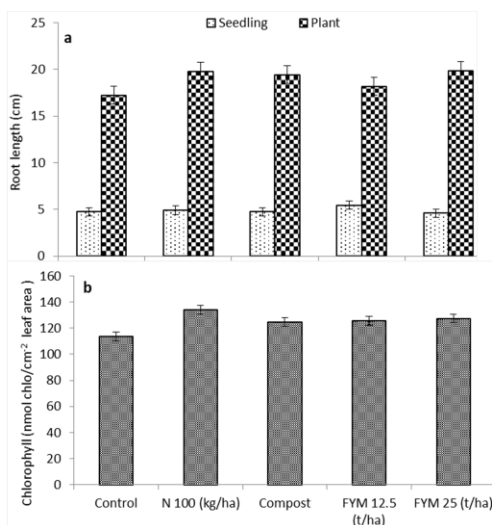 Seedling Plant
a
25
20
15
10
5
0
Root length (cm)
b
160
140
120
100
80
60
40
20
0
Chlorophyll (nmol chlo/cm⁻² leaf area )
Control N 100 (kg/ha) Compost FYM 12.5 FYM 25 (t/ha)
(t/ha)